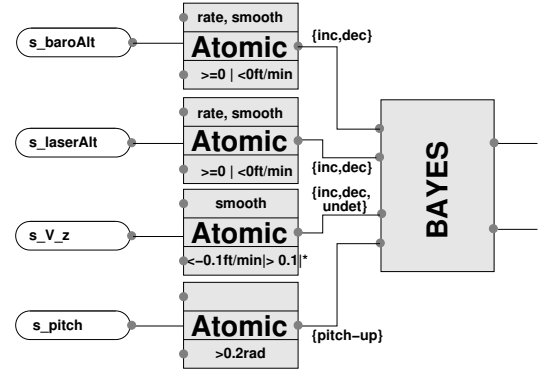 rate, smooth
s_baroAlt
Atomic
{inc,dec}
>=0 | <0ft/min
rate, smooth
s_laserAlt
Atomic
{inc,dec}
>=0 | <0ft/min
smooth
{inc,dec,
undet}
s_V_z
Atomic
<−0.1ft/min|> 0.1|*
s_pitch
Atomic
{pitch−up}
>0.2rad
BAYES